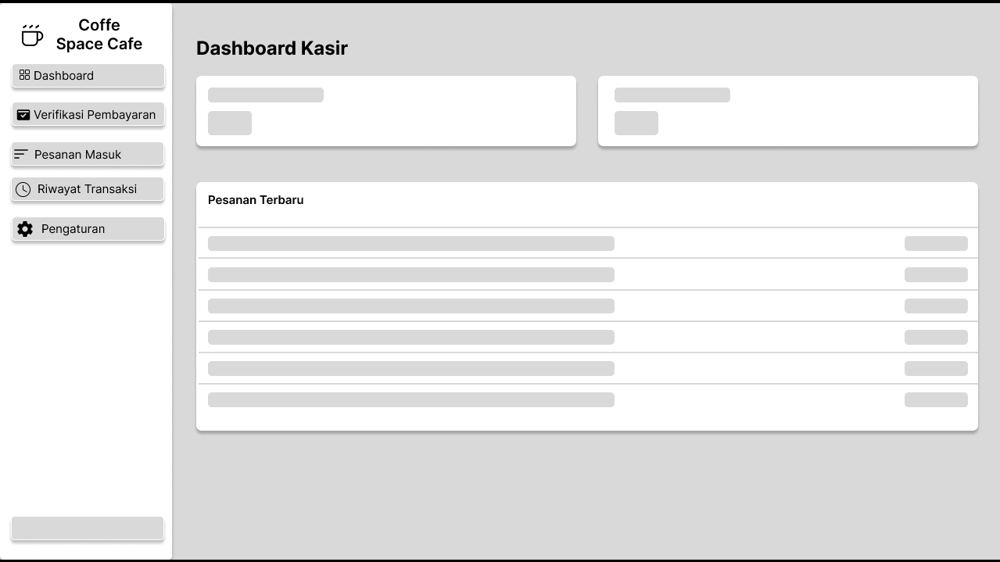 Coffe
Space Cafe
Dashboard
Verifikasi Pembayaran
Pesanan Masuk
Riwayat Transaksi
Pengaturan
Dashboard Kasir
Pesanan Terbaru